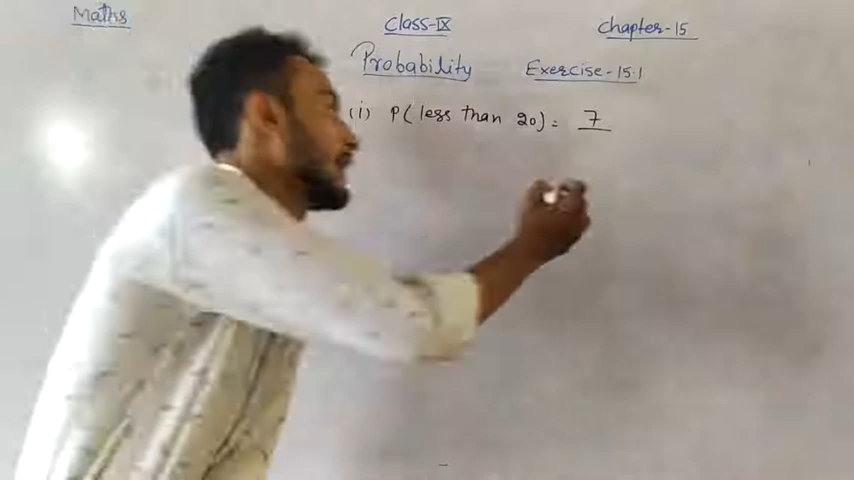 Maths Class-IX Chapter-15
Probability Exercise-15.1
(i) P(less than 20) = 7